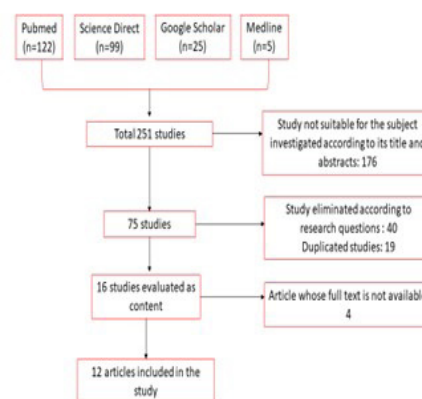 Pubmed
(n=122)
Science Direct
(n=99)
Google Scholar
(n=25)
Medline
(n=5)
Total 251 studies
Study not suitable for the subject
investigated according to its title and
abstracts: 176
75 studies
Study eliminated according to
research questions : 40
Duplicated studies: 19
16 studies evaluated as
content
Article whose full text is not available
4
12 articles included in the
study